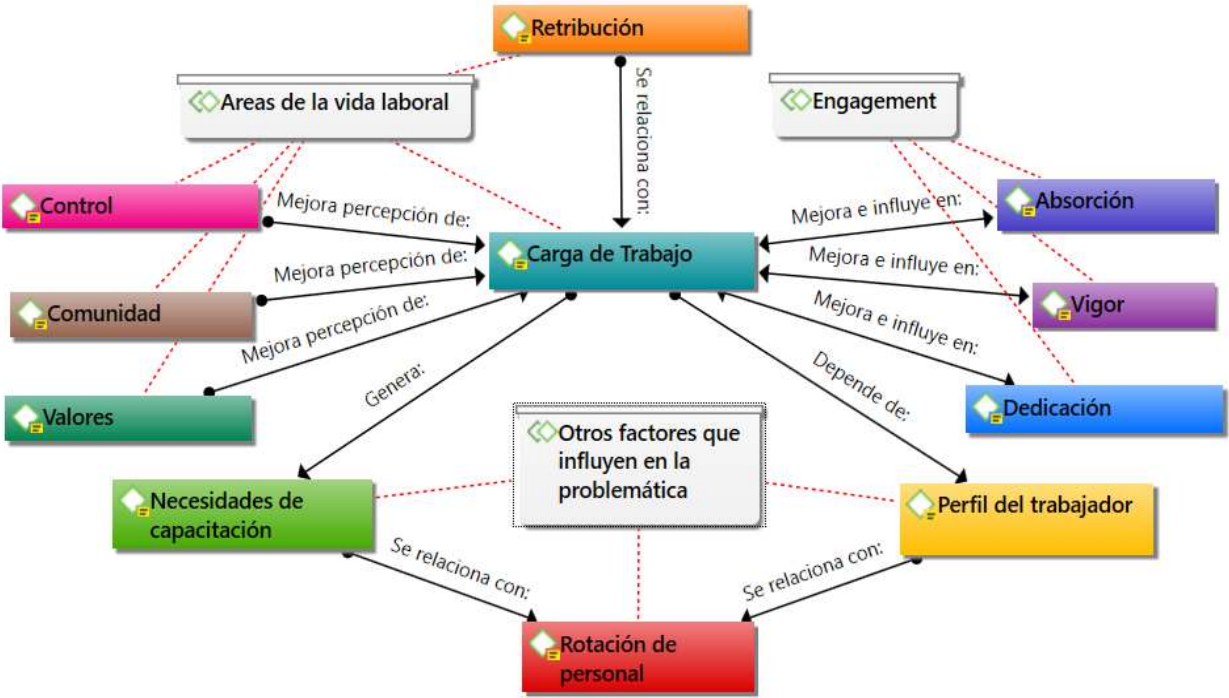 Retribución
Se relaciona con:
Areas de la vida laboral
Engagement
Control
Mejora percepción de:
Absorción
Mejora e influye en:
Carga de Trabajo
Mejora percepción de:
Mejora e influye en:
Comunidad
Vigor
Mejora percepción de:
Mejora e influye en:
Valores
Genera:
Depende de:
Dedicación
Otros factores que
influyen en la
problemática
Necesidades de
capacitación
Perfil del trabajador
Se relaciona con:
Se relaciona con:
Rotación de
personal